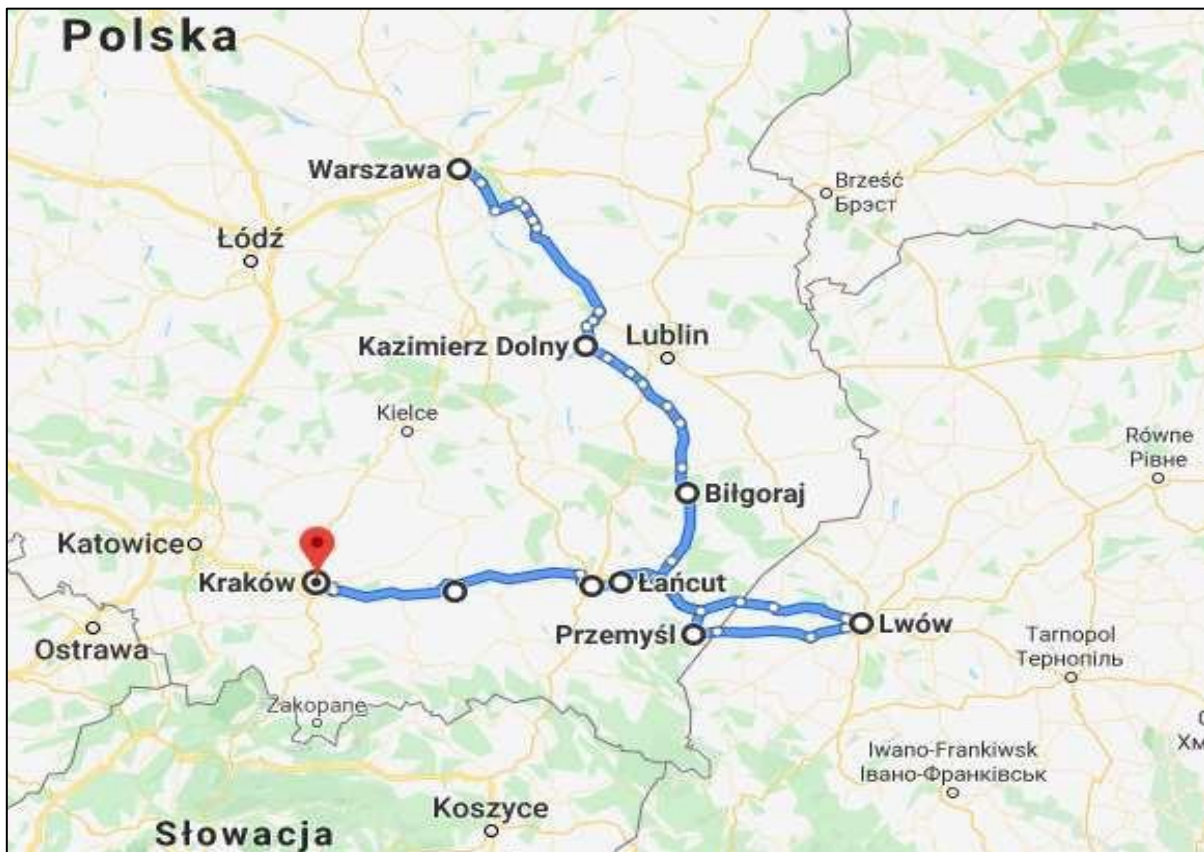 Polska
Warszawa
Brześć
Брэст
Łódź
Kazimierz Dolny
Lublin
Kielce
Równe
Рівне
Biłgoraj
Katowice
Kraków
Łańcut
Lwów
Przemyśl
Ostrawa
Tarnopol
Тернопіль
Zakopane
Хм
Iwano-Frankiwsk
Івано-Франківськ
Koszyce
Słowacja